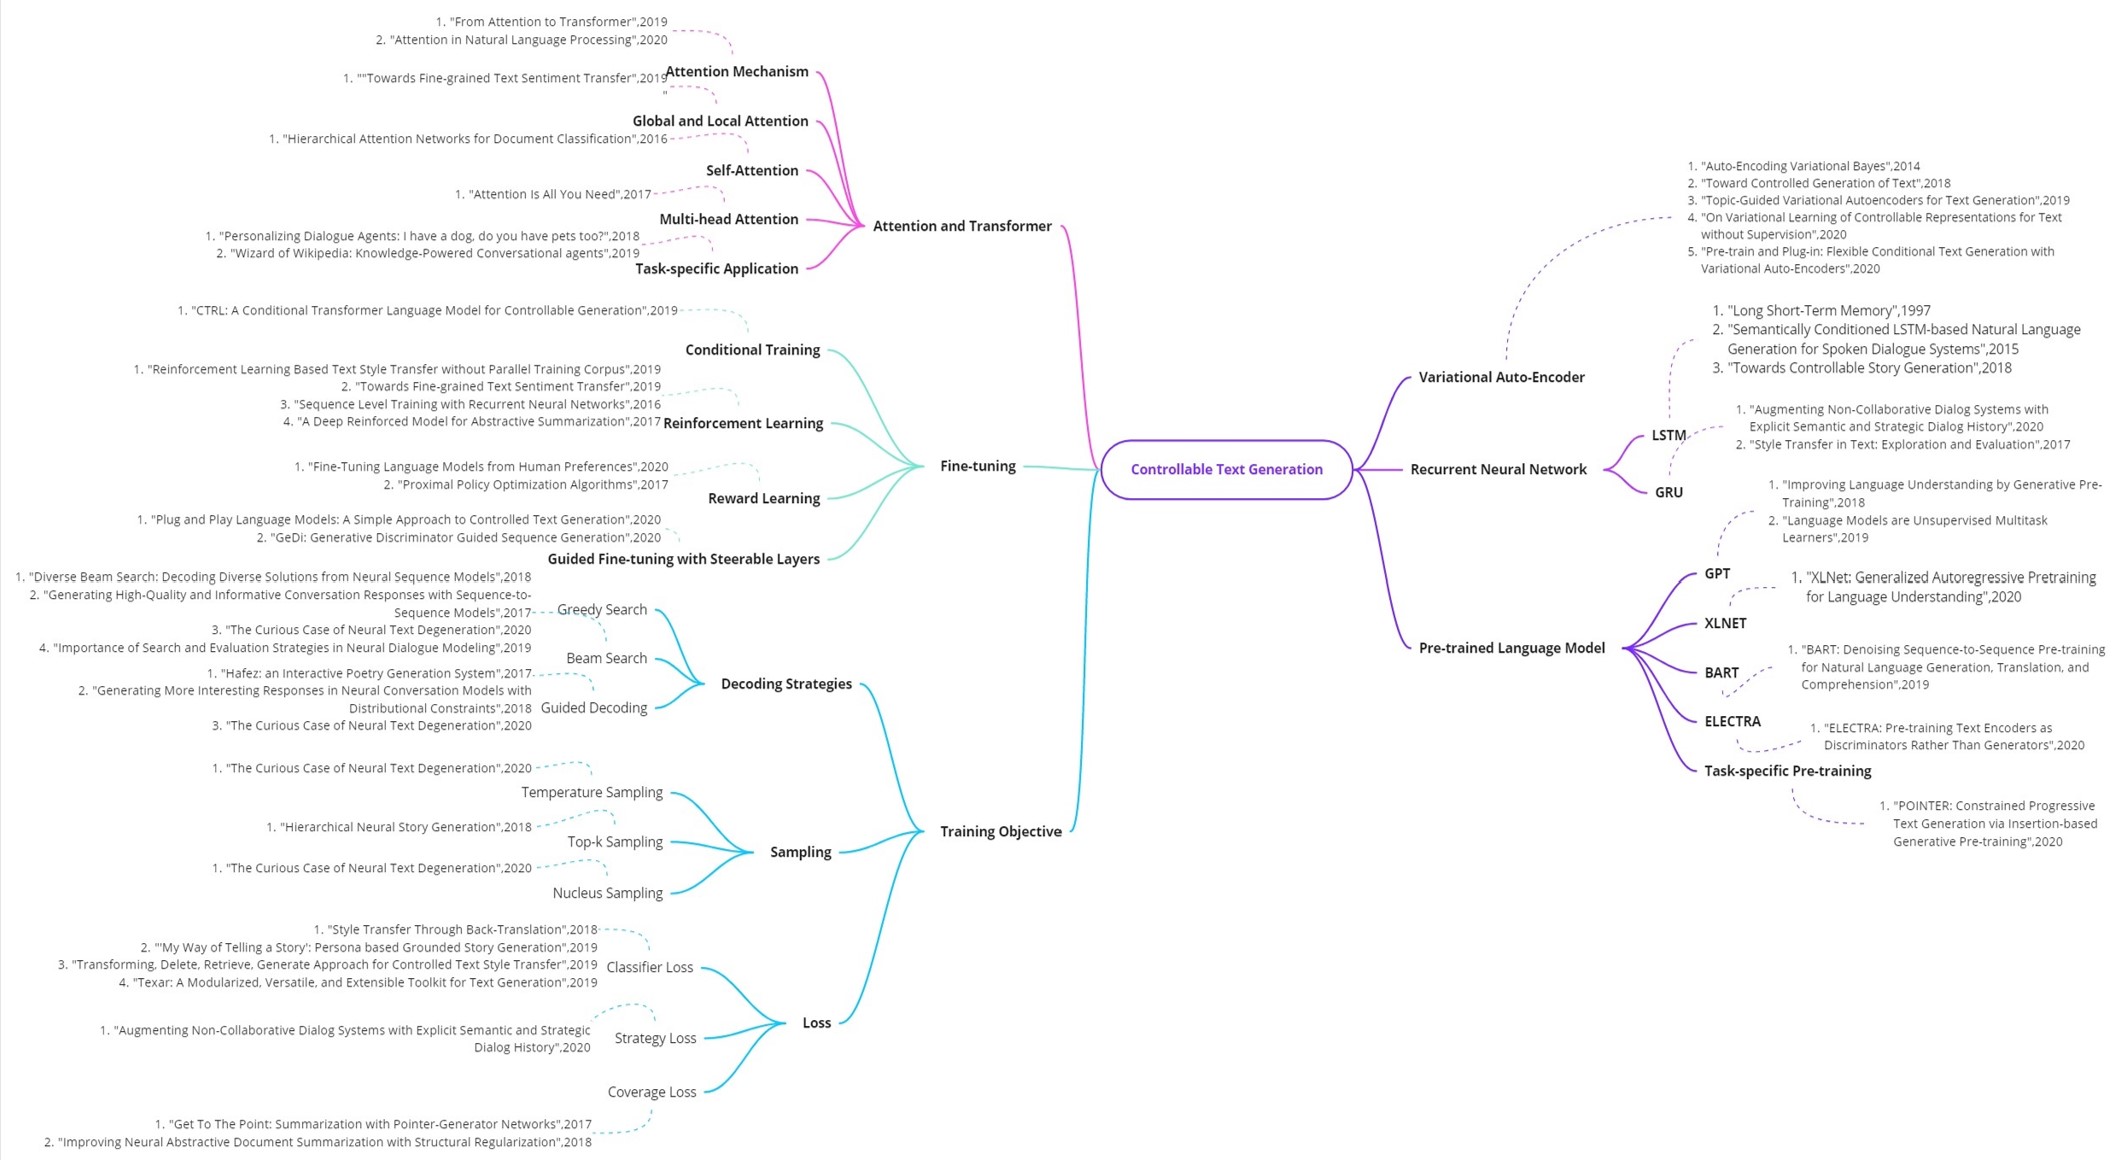 1. "From Attention to Transformer",2019
2. "Attention in Natural Language Processing",2020
Attention Mechanism
1. ""Towards Fine-grained Text Sentiment Transfer",2019
"
Global and Local Attention
1. "Hierarchical Attention Networks for Document Classification",2016
Self-Attention
1. "Attention Is All You Need",2017
Multi-head Attention
1. "Personalizing Dialogue Agents: I have a dog, do you have pets too?",2018
2. "Wizard of Wikipedia: Knowledge-Powered Conversational agents",2019
Task-specific Application
Attention and Transformer
1. "CTRL: A Conditional Transformer Language Model for Controllable Generation",2019
Conditional Training
1. "Reinforcement Learning Based Text Style Transfer without Parallel Training Corpus",2019
2. "Towards Fine-grained Text Sentiment Transfer",2019
3. "Sequence Level Training with Recurrent Neural Networks",2016
4. "A Deep Reinforced Model for Abstractive Summarization",2017
Reinforcement Learning
1. "Fine-Tuning Language Models from Human Preferences",2020
2. "Proximal Policy Optimization Algorithms",2017
Reward Learning
1. "Plug and Play Language Models: A Simple Approach to Controlled Text Generation",2020
2. "GeDi: Generative Discriminator Guided Sequence Generation",2020
Guided Fine-tuning with Steerable Layers
Fine-tuning
1. "Diverse Beam Search: Decoding Diverse Solutions from Neural Sequence Models",2018
2. "Generating High-Quality and Informative Conversation Responses with Sequence-to-
Sequence Models",2017
3. "The Curious Case of Neural Text Degeneration",2020
4. "Importance of Search and Evaluation Strategies in Neural Dialogue Modeling",2019
Greedy Search
Beam Search
1. "Hafez: an Interactive Poetry Generation System",2017
2. "Generating More Interesting Responses in Neural Conversation Models with
Distributional Constraints",2018
3. "The Curious Case of Neural Text Degeneration",2020
Guided Decoding
Decoding Strategies
1. "The Curious Case of Neural Text Degeneration",2020
Temperature Sampling
1. "Hierarchical Neural Story Generation",2018
Top-k Sampling
1. "The Curious Case of Neural Text Degeneration",2020
Nucleus Sampling
Sampling
Training Objective
1. "Style Transfer Through Back-Translation",2018
2. "'My Way of Telling a Story': Persona based Grounded Story Generation",2019
3. "Transforming, Delete, Retrieve, Generate Approach for Controlled Text Style Transfer",2019
4. "Texar: A Modularized, Versatile, and Extensible Toolkit for Text Generation",2019
Classifier Loss
1. "Augmenting Non-Collaborative Dialog Systems with Explicit Semantic and Strategic
Dialog History",2020
Strategy Loss
Loss
Coverage Loss
1. "Get To The Point: Summarization with Pointer-Generator Networks",2017
2. "Improving Neural Abstractive Document Summarization with Structural Regularization",2018
Controllable Text Generation
1. "Auto-Encoding Variational Bayes",2014
2. "Toward Controlled Generation of Text",2018
3. "Topic-Guided Variational Autoencoders for Text Generation",2019
4. "On Variational Learning of Controllable Representations for Text
without Supervision",2020
5. "Pre-train and Plug-in: Flexible Conditional Text Generation with
Variational Auto-Encoders",2020
Variational Auto-Encoder
1. "Long Short-Term Memory",1997
2. "Semantically Conditioned LSTM-based Natural Language
Generation for Spoken Dialogue Systems",2015
3. "Towards Controllable Story Generation",2018
LSTM
1. "Augmenting Non-Collaborative Dialog Systems with
Explicit Semantic and Strategic Dialog History",2020
2. "Style Transfer in Text: Exploration and Evaluation",2017
Recurrent Neural Network
GRU
1. "Improving Language Understanding by Generative Pre-
Training",2018
2. "Language Models are Unsupervised Multitask
Learners",2019
GPT
1. "XLNet: Generalized Autoregressive Pretraining
for Language Understanding",2020
XLNET
Pre-trained Language Model
1. "BART: Denoising Sequence-to-Sequence Pre-training
for Natural Language Generation, Translation, and
Comprehension",2019
BART
ELECTRA
1. "ELECTRA: Pre-training Text Encoders as
Discriminators Rather Than Generators",2020
Task-specific Pre-training
1. "POINTER: Constrained Progressive
Text Generation via Insertion-based
Generative Pre-training",2020